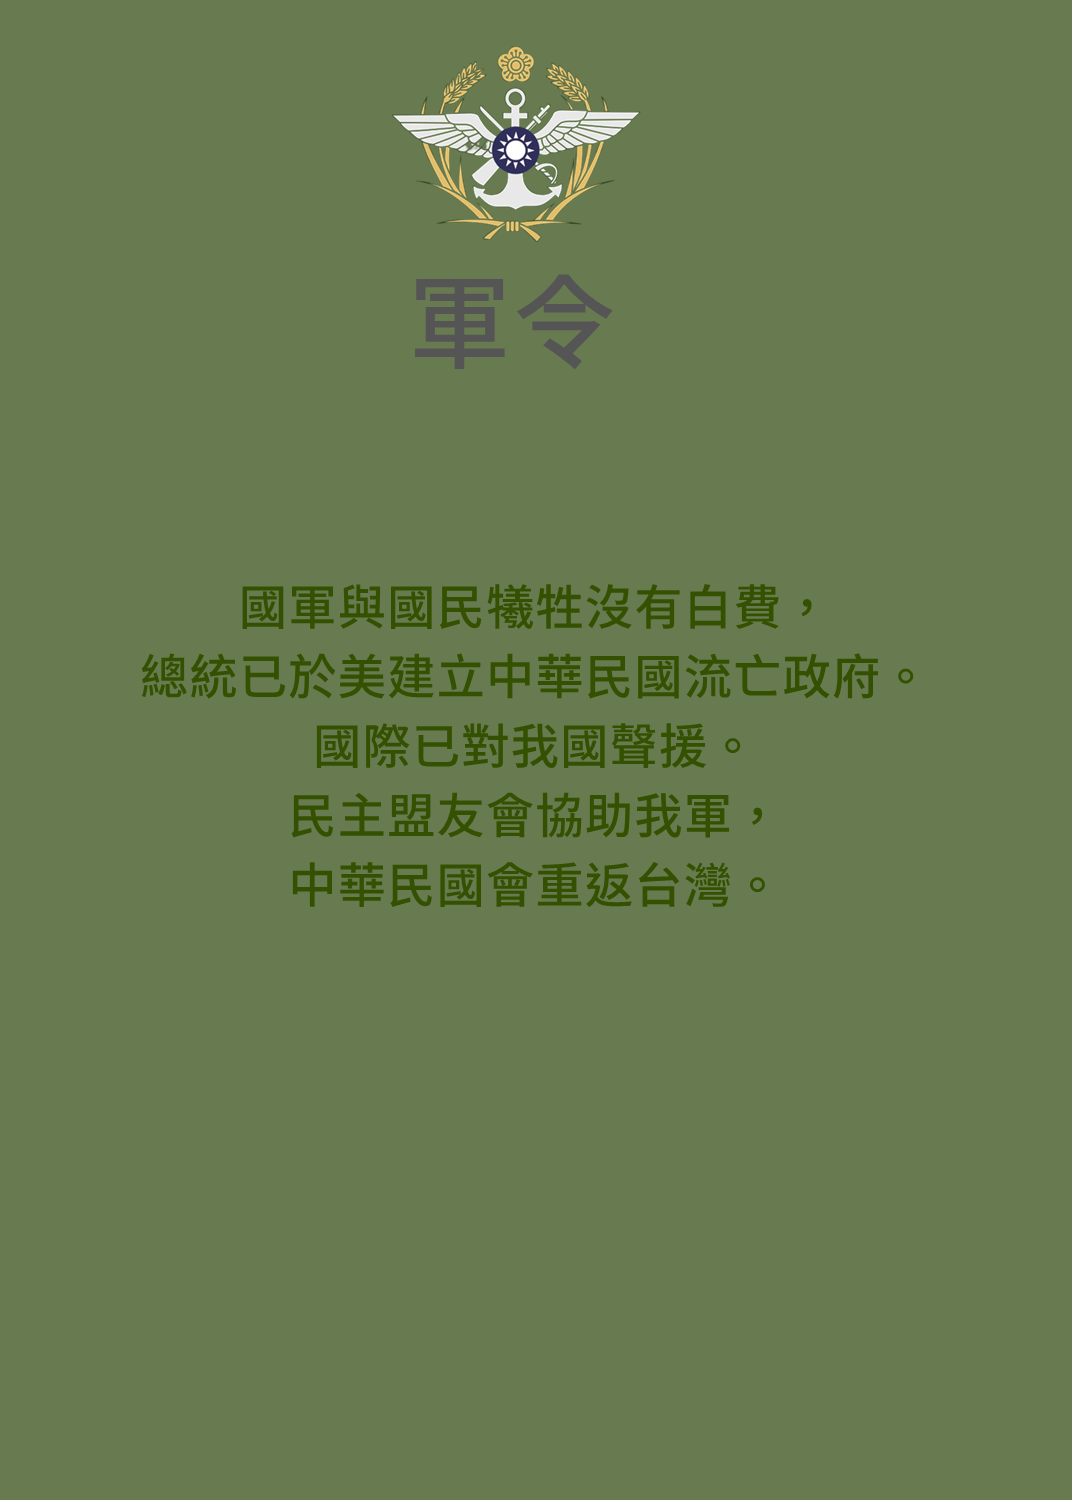 軍令
國軍與國民犧牲沒有白費，
總統已於美建立中華民國流亡政府。
國際已對我國聲援。
民主盟友會協助我軍，
中華民國會重返台灣。